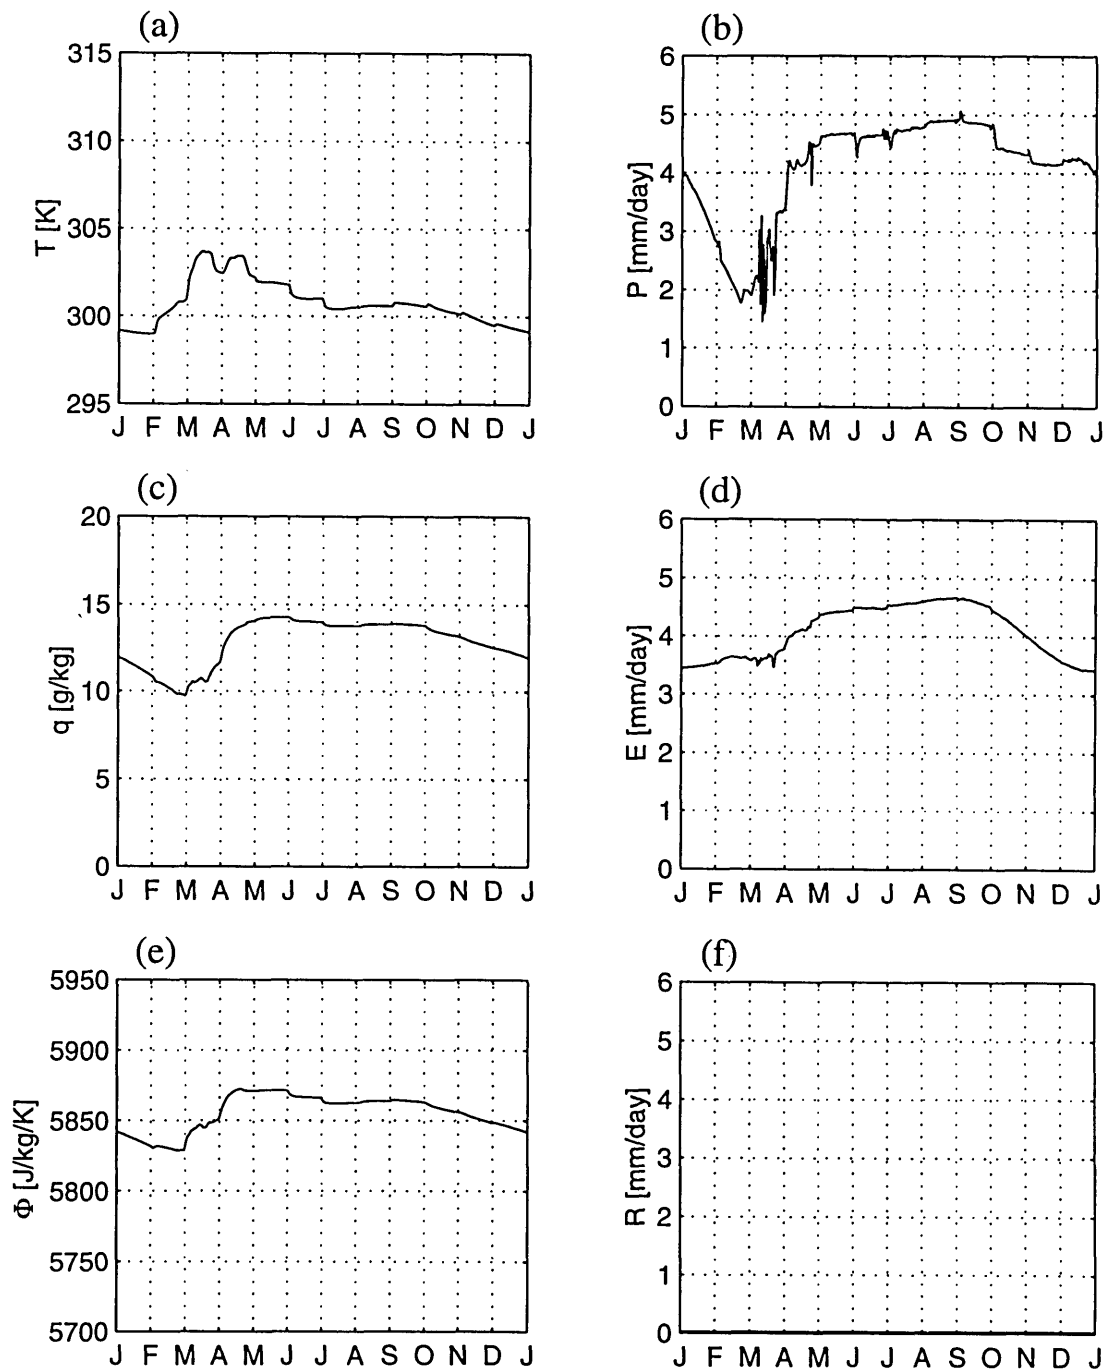 (a)
315
310
305
300
295
T [K]
J F M A M J J A S O N D J
(b)
6
5
4
3
2
1
0
P [mm/day]
J F M A M J J A S O N D J
(c)
20
15
10
5
0
q [g/kg]
J F M A M J J A S O N D J
(d)
6
5
4
3
2
1
0
E [mm/day]
J F M A M J J A S O N D J
(e)
5950
5900
5850
5800
5750
5700
Φ [J/kg/K]
J F M A M J J A S O N D J
(f)
6
5
4
3
2
1
0
R [mm/day]
J F M A M J J A S O N D J